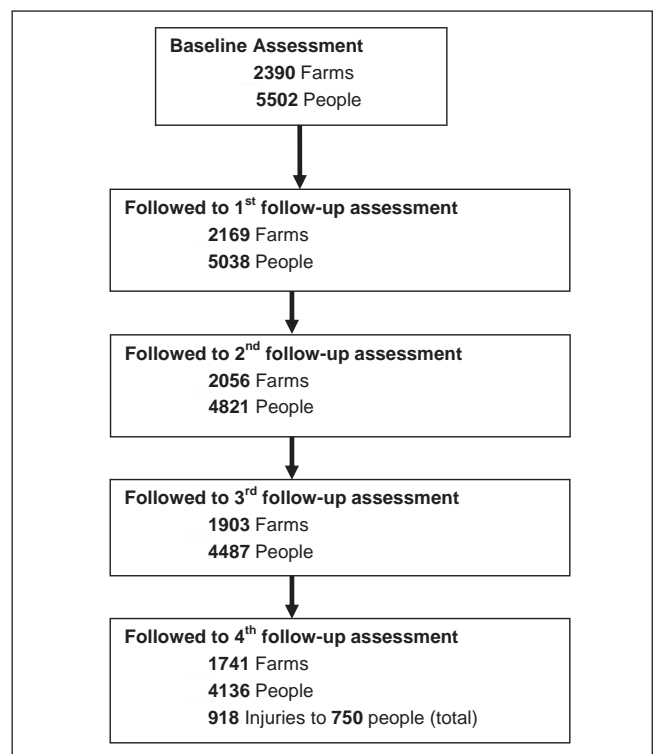 Baseline Assessment
2390 Farms
5502 People
Followed to 1st follow-up assessment
2169 Farms
5038 People
Followed to 2nd follow-up assessment
2056 Farms
4821 People
Followed to 3rd follow-up assessment
1903 Farms
4487 People
Followed to 4th follow-up assessment
1741 Farms
4136 People
918 Injuries to 750 people (total)